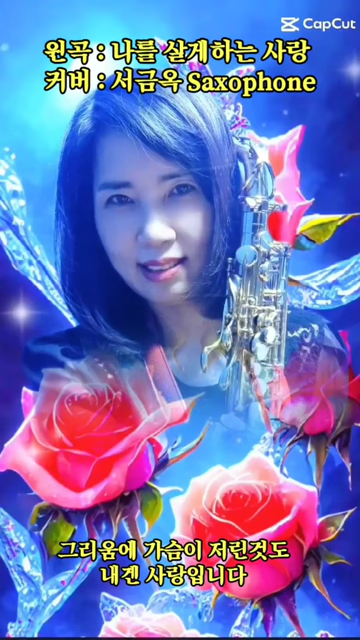 CapCut
원곡 : 나를 살게하는 사랑
커버 : 서금옥 Saxophone
그리움에 가슴이 저린것도
내겐 사랑입니다